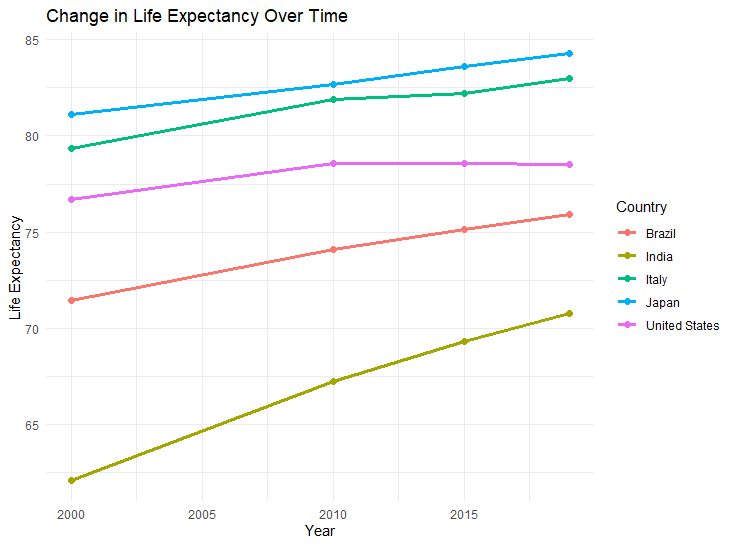 Change in Life Expectancy Over Time
85
80
75
70
65
Life Expectancy
2000 2005 2010 2015
Year
Country
Brazil
India
Italy
Japan
United States